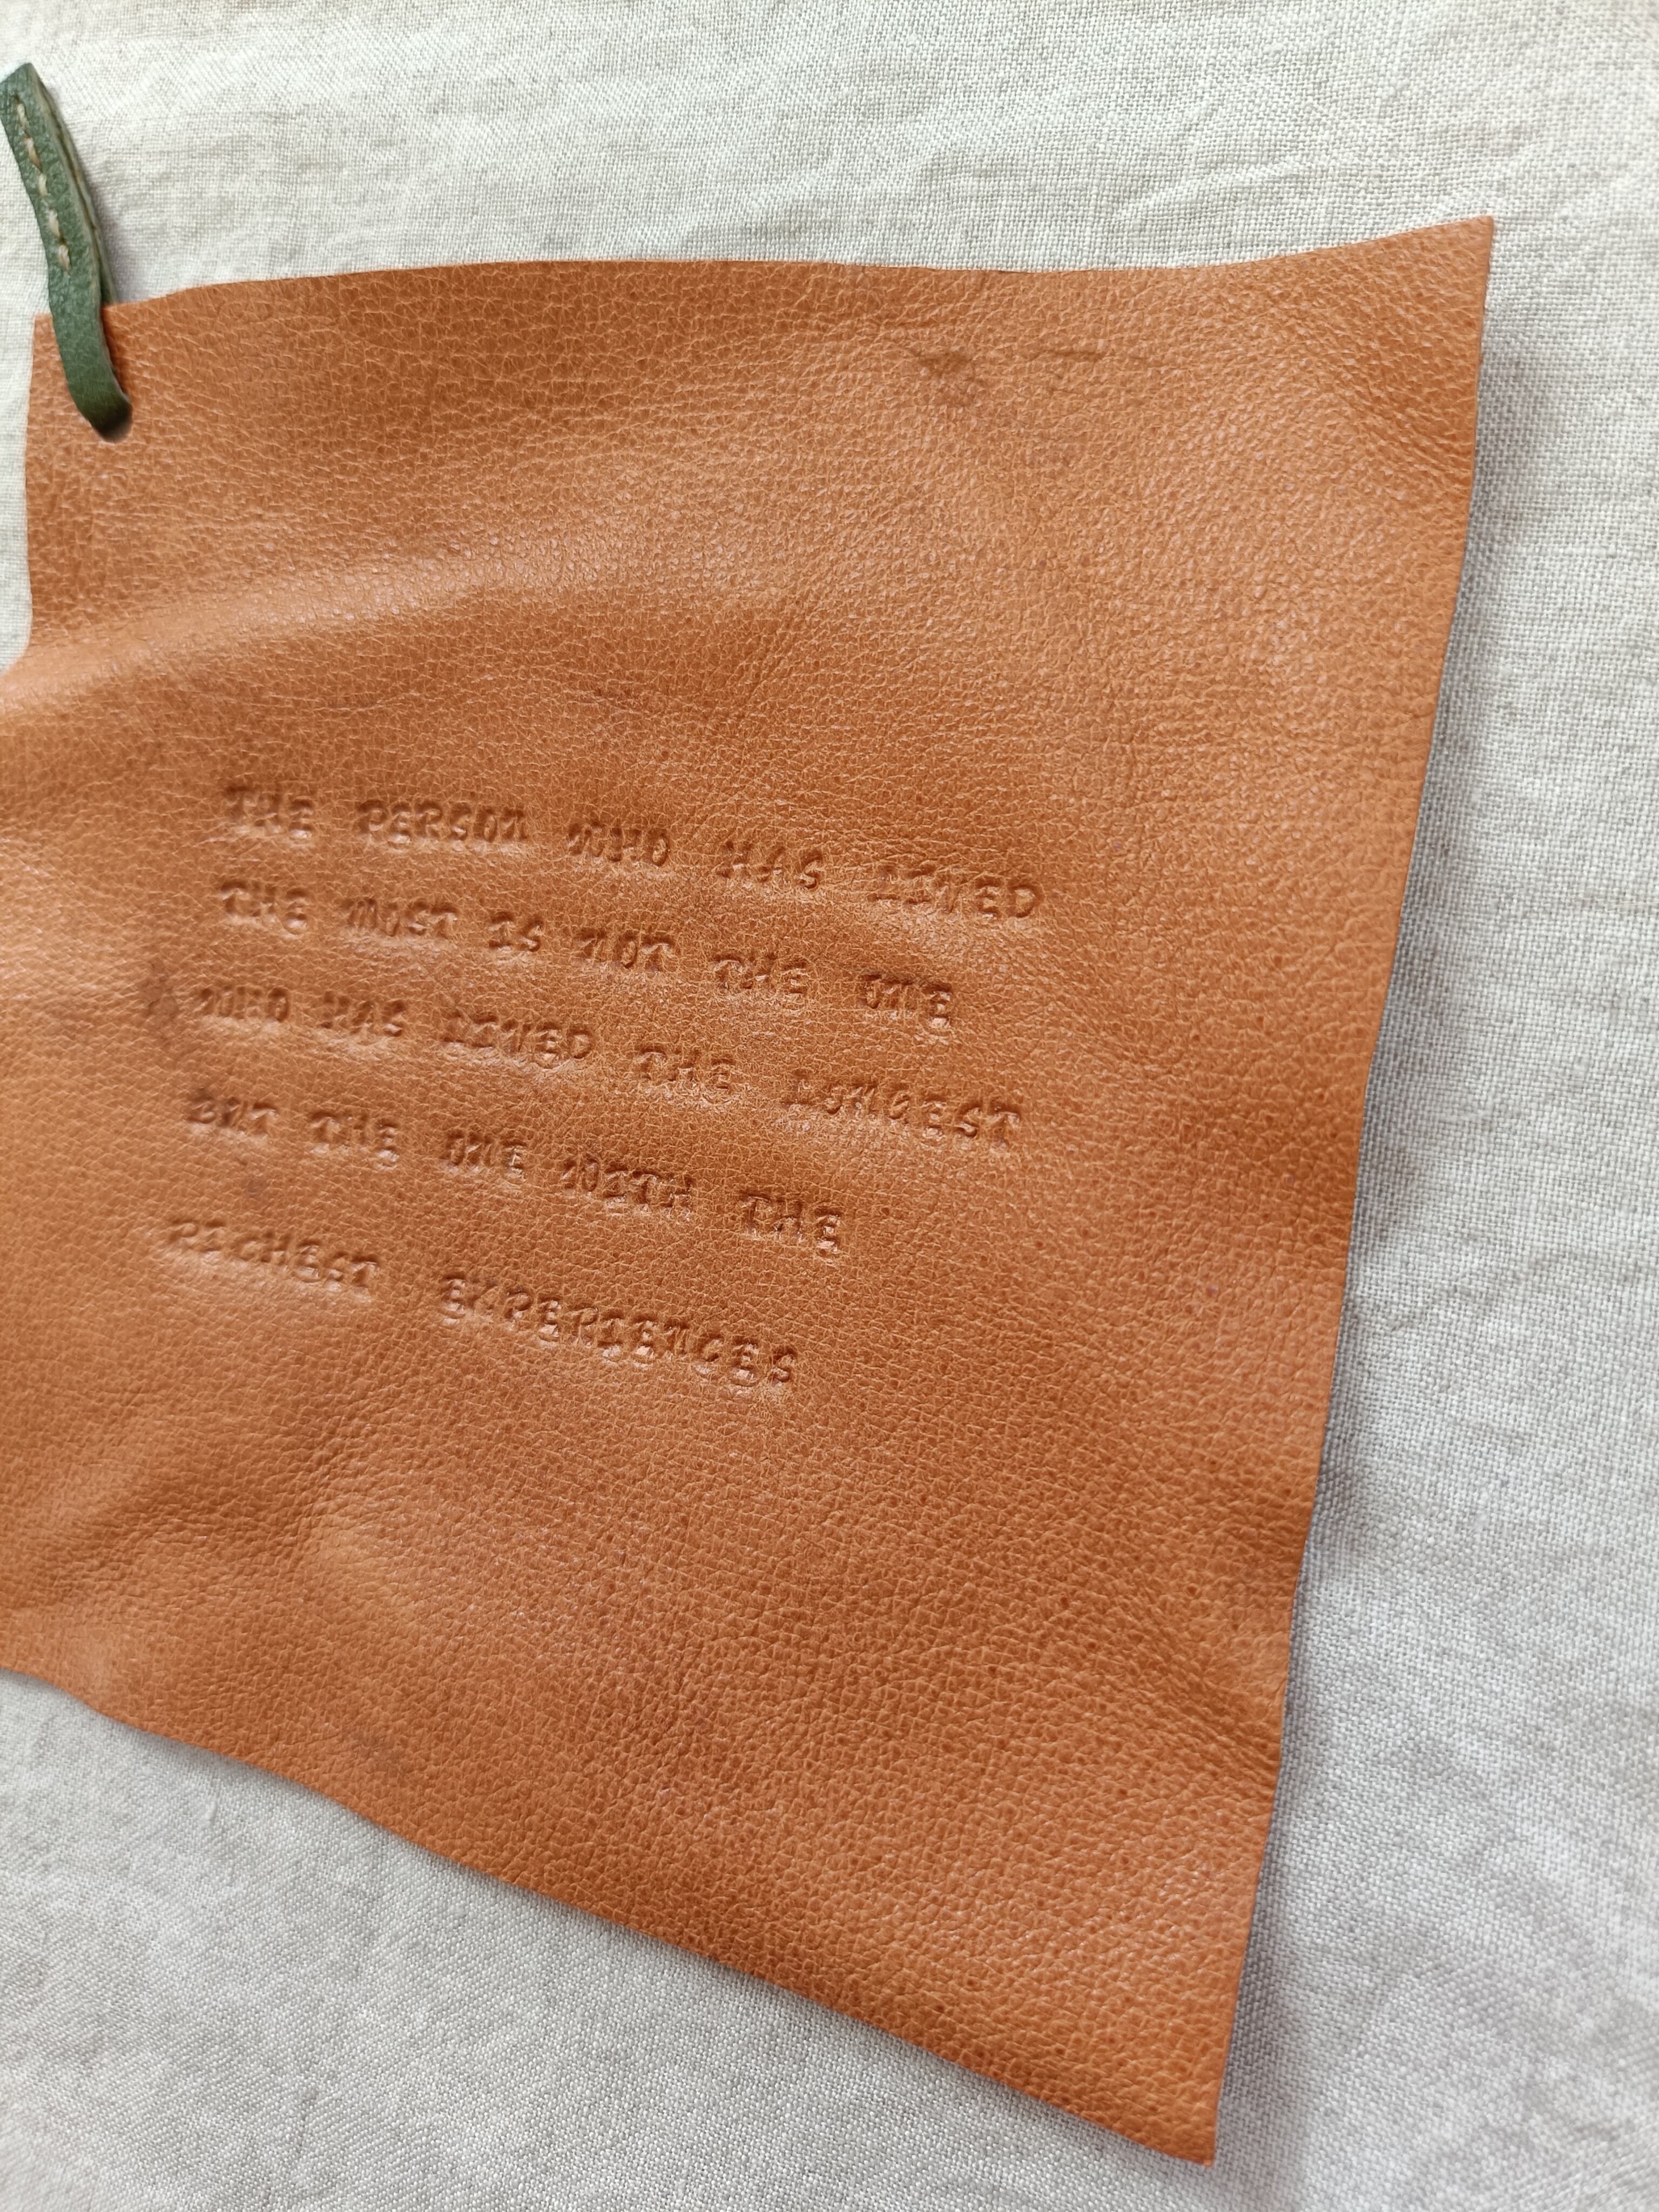 THE PERSON WHO HAS LIVED
THE MOST IS NOT THE ONE
WHO HAS LIVED THE LONGEST
BUT THE ONE WITH THE
RICHEST EXPERIENCES